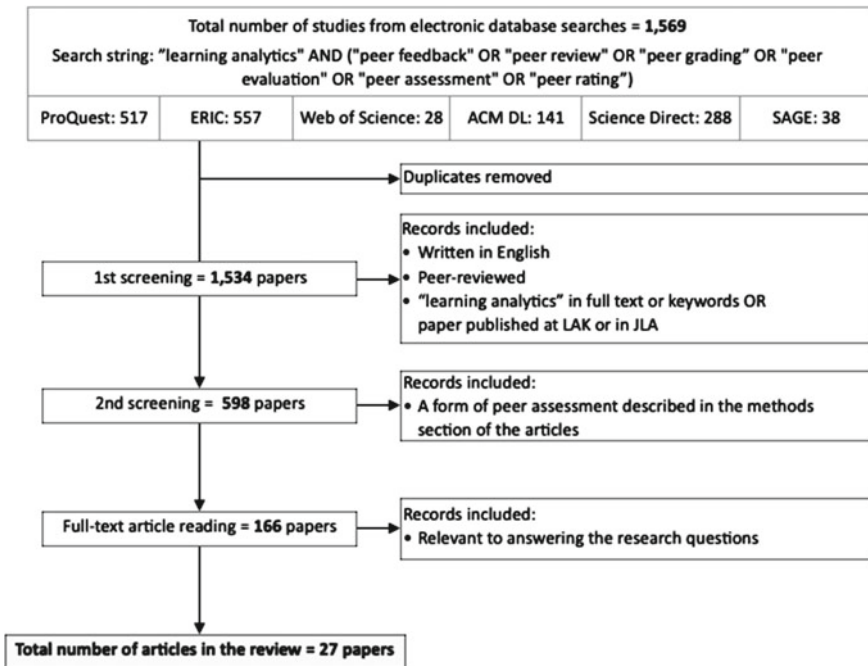 Total number of studies from electronic database searches = 1,569
Search string: ”learning analytics" AND ("peer feedback" OR "peer review" OR "peer grading” OR "peer
evaluation" OR "peer assessment" OR "peer rating”)
ProQuest: 517
ERIC: 557
Web of Science: 28
ACM DL: 141
Science Direct: 288
SAGE: 38
Duplicates removed
Records included:
• Written in English
• Peer-reviewed
• “learning analytics” in full text or keywords OR
paper published at LAK or in JLA
1st screening = 1,534 papers
Records included:
• A form of peer assessment described in the methods
section of the articles
2nd screening = 598 papers
Records included:
• Relevant to answering the research questions
Full-text article reading = 166 papers
Total number of articles in the review = 27 papers